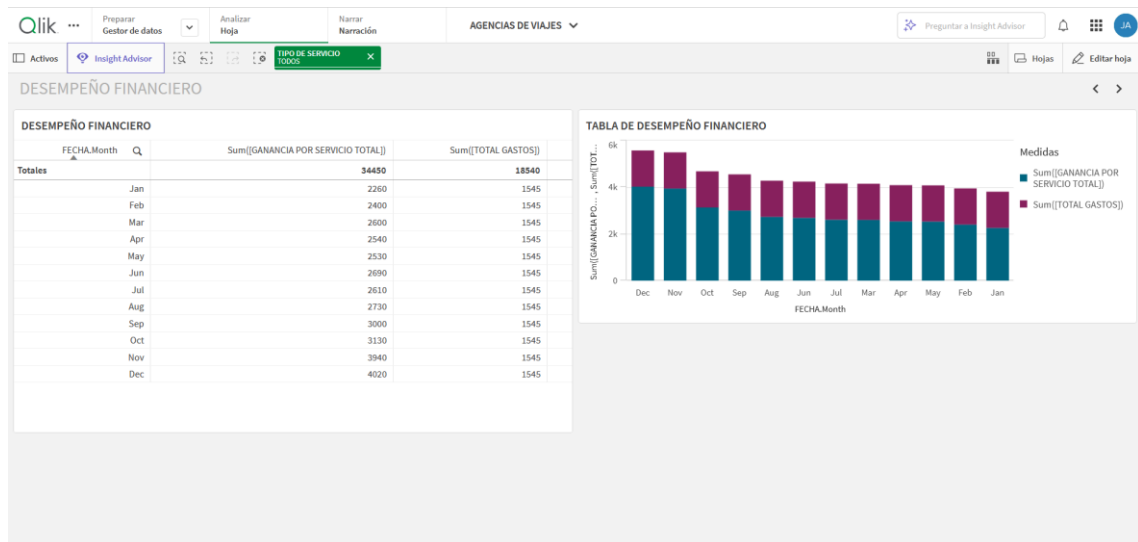 Qlik ... Preparar Analizar Narrar
Gestor de datos Hoja Narración AGENCIAS DE VIAJES Preguntar a Insight Advisor JA
Activos Insight Advisor TIPO DE SERVICIO Hojas Editar hoja
TODOS
DESEMPEÑO FINANCIERO
DESEMPEÑO FINANCIERO
FECHA.Month Sum([GANANCIA POR SERVICIO TOTAL]) Sum([TOTAL GASTOS])
Totales 34450 18540
Jan 2260 1545
Feb 2400 1545
Mar 2600 1545
Apr 2540 1545
May 2530 1545
Jun 2690 1545
Jul 2610 1545
Aug 2730 1545
Sep 3000 1545
Oct 3130 1545
Nov 3940 1545
Dec 4020 1545
TABLA DE DESEMPEÑO FINANCIERO
Sum([GANANCIA PO... , Sum([TOT...
6k
4k
2k
0
Dec Nov Oct Sep Aug Jun Jul Mar Apr May Feb Jan
FECHA.Month
Medidas
Sum([GANANCIA POR
SERVICIO TOTAL])
Sum([TOTAL GASTOS])